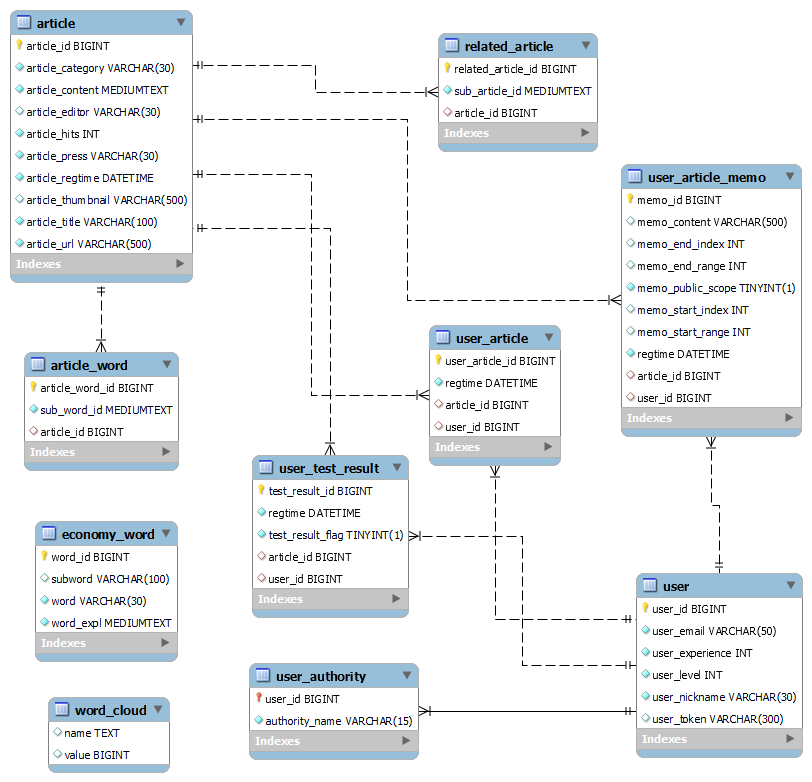 article
article_id BIGINT
article_category VARCHAR(30)
article_content MEDIUMTEXT
article_editor VARCHAR(30)
article_hits INT
article_press VARCHAR(30)
article_regtime DATETIME
article_thumbnail VARCHAR(500)
article_title VARCHAR(100)
article_url VARCHAR(500)
Indexes
related_article
related_article_id BIGINT
sub_article_id MEDIUMTEXT
article_id BIGINT
Indexes
user_article_memo
memo_id BIGINT
memo_content VARCHAR(500)
memo_end_index INT
memo_end_range INT
memo_public_scope TINYINT(1)
memo_start_index INT
memo_start_range INT
regtime DATETIME
article_id BIGINT
user_id BIGINT
Indexes
user_article
user_article_id BIGINT
regtime DATETIME
article_id BIGINT
user_id BIGINT
Indexes
article_word
article_word_id BIGINT
sub_word_id MEDIUMTEXT
article_id BIGINT
Indexes
user_test_result
test_result_id BIGINT
regtime DATETIME
test_result_flag TINYINT(1)
article_id BIGINT
user_id BIGINT
Indexes
economy_word
word_id BIGINT
subword VARCHAR(100)
word VARCHAR(30)
word_expl MEDIUMTEXT
Indexes
user
user_id BIGINT
user_email VARCHAR(50)
user_experience INT
user_level INT
user_nickname VARCHAR(30)
user_token VARCHAR(300)
Indexes
user_authority
user_id BIGINT
authority_name VARCHAR(15)
Indexes
word_cloud
name TEXT
value BIGINT